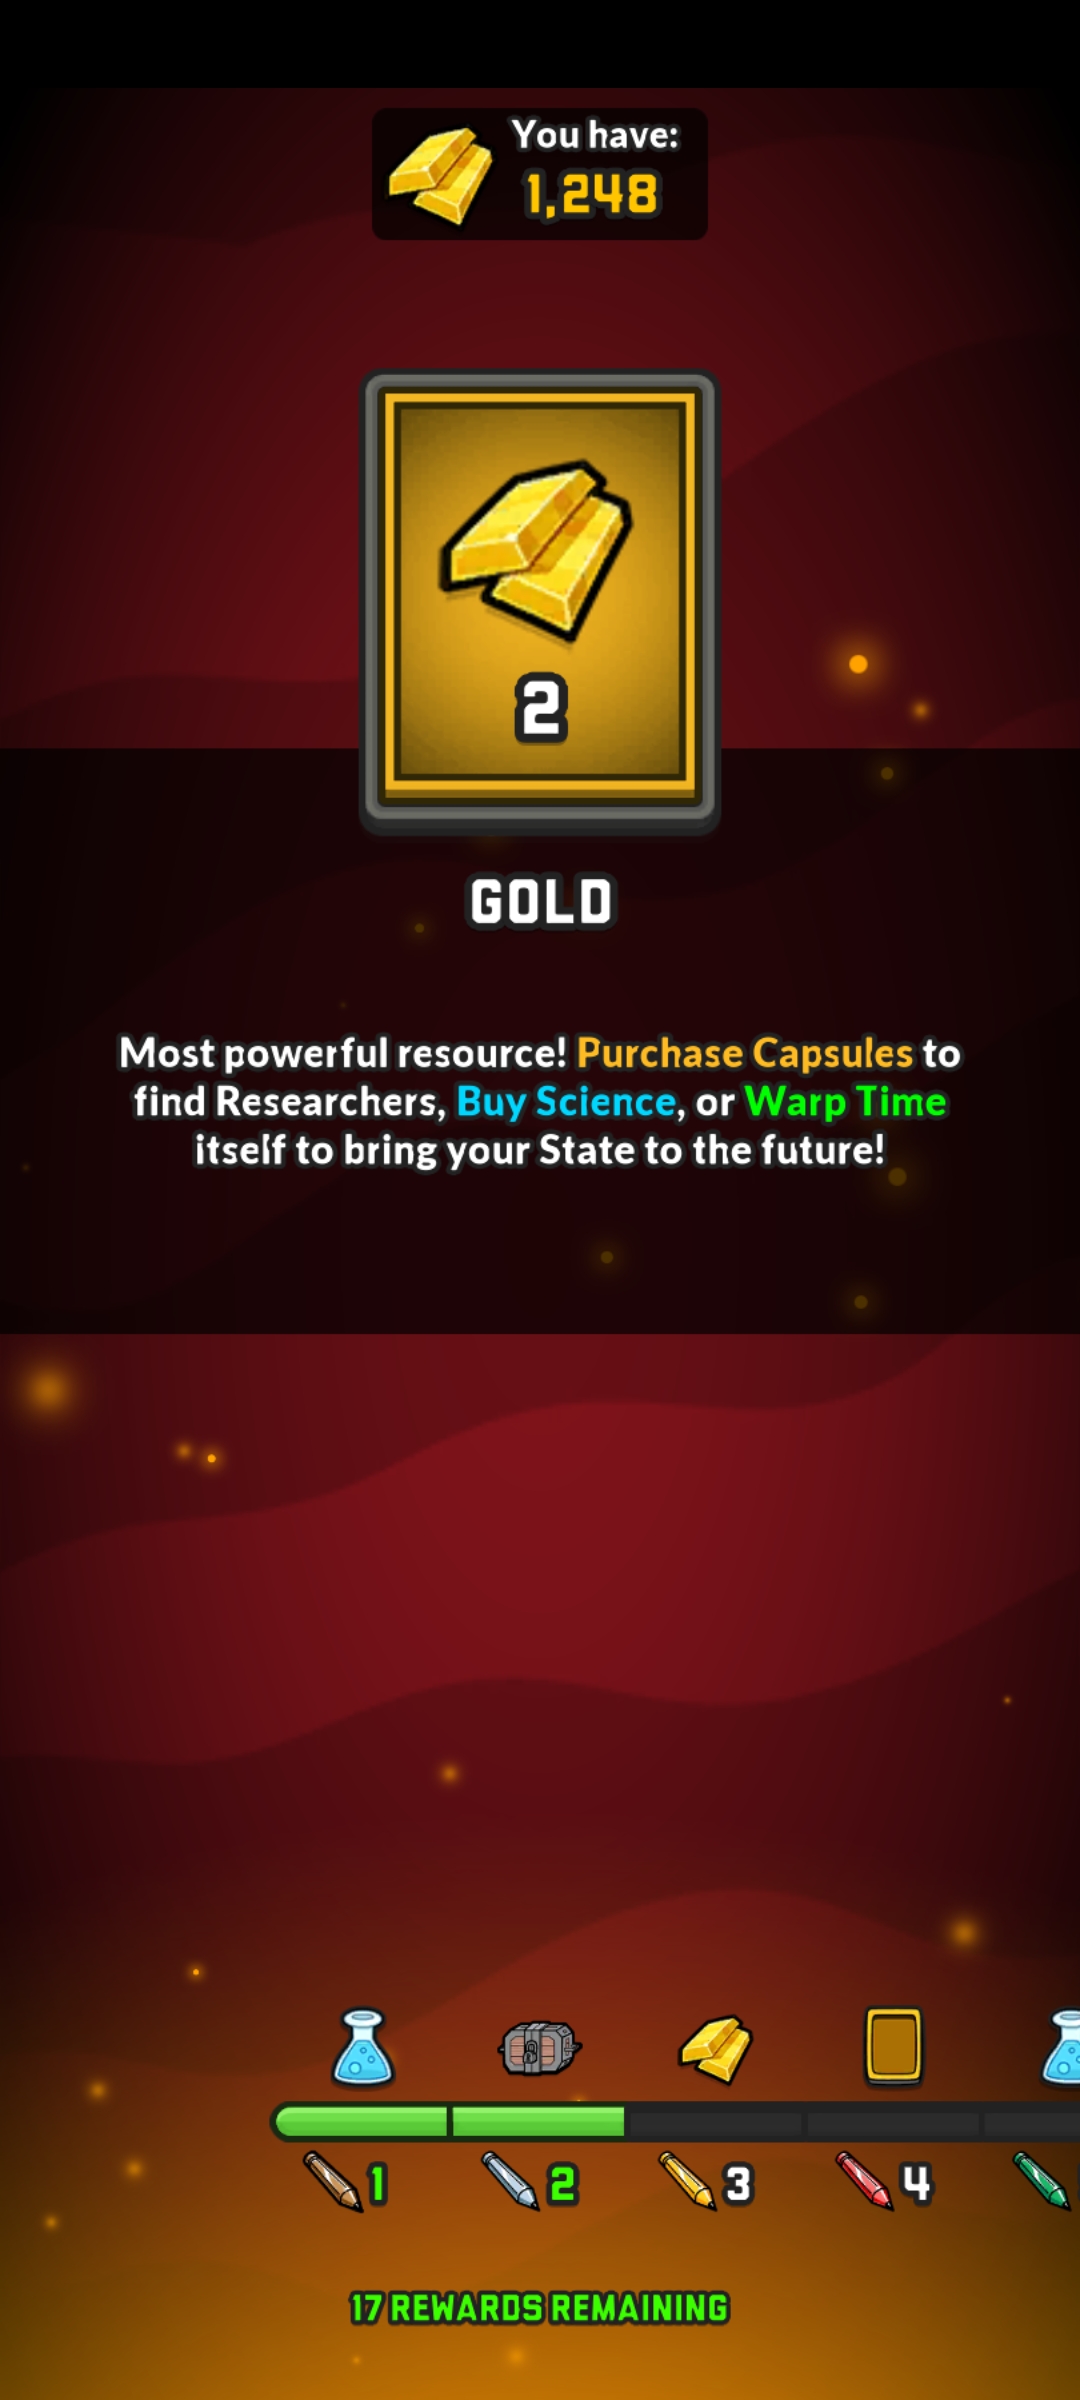 You have:
1,248
2
GOLD
Most powerful resource! Purchase Capsules to
find Researchers, Buy Science, or Warp Time
itself to bring your State to the future!
1 2 3 4
17 REWARDS REMAINING